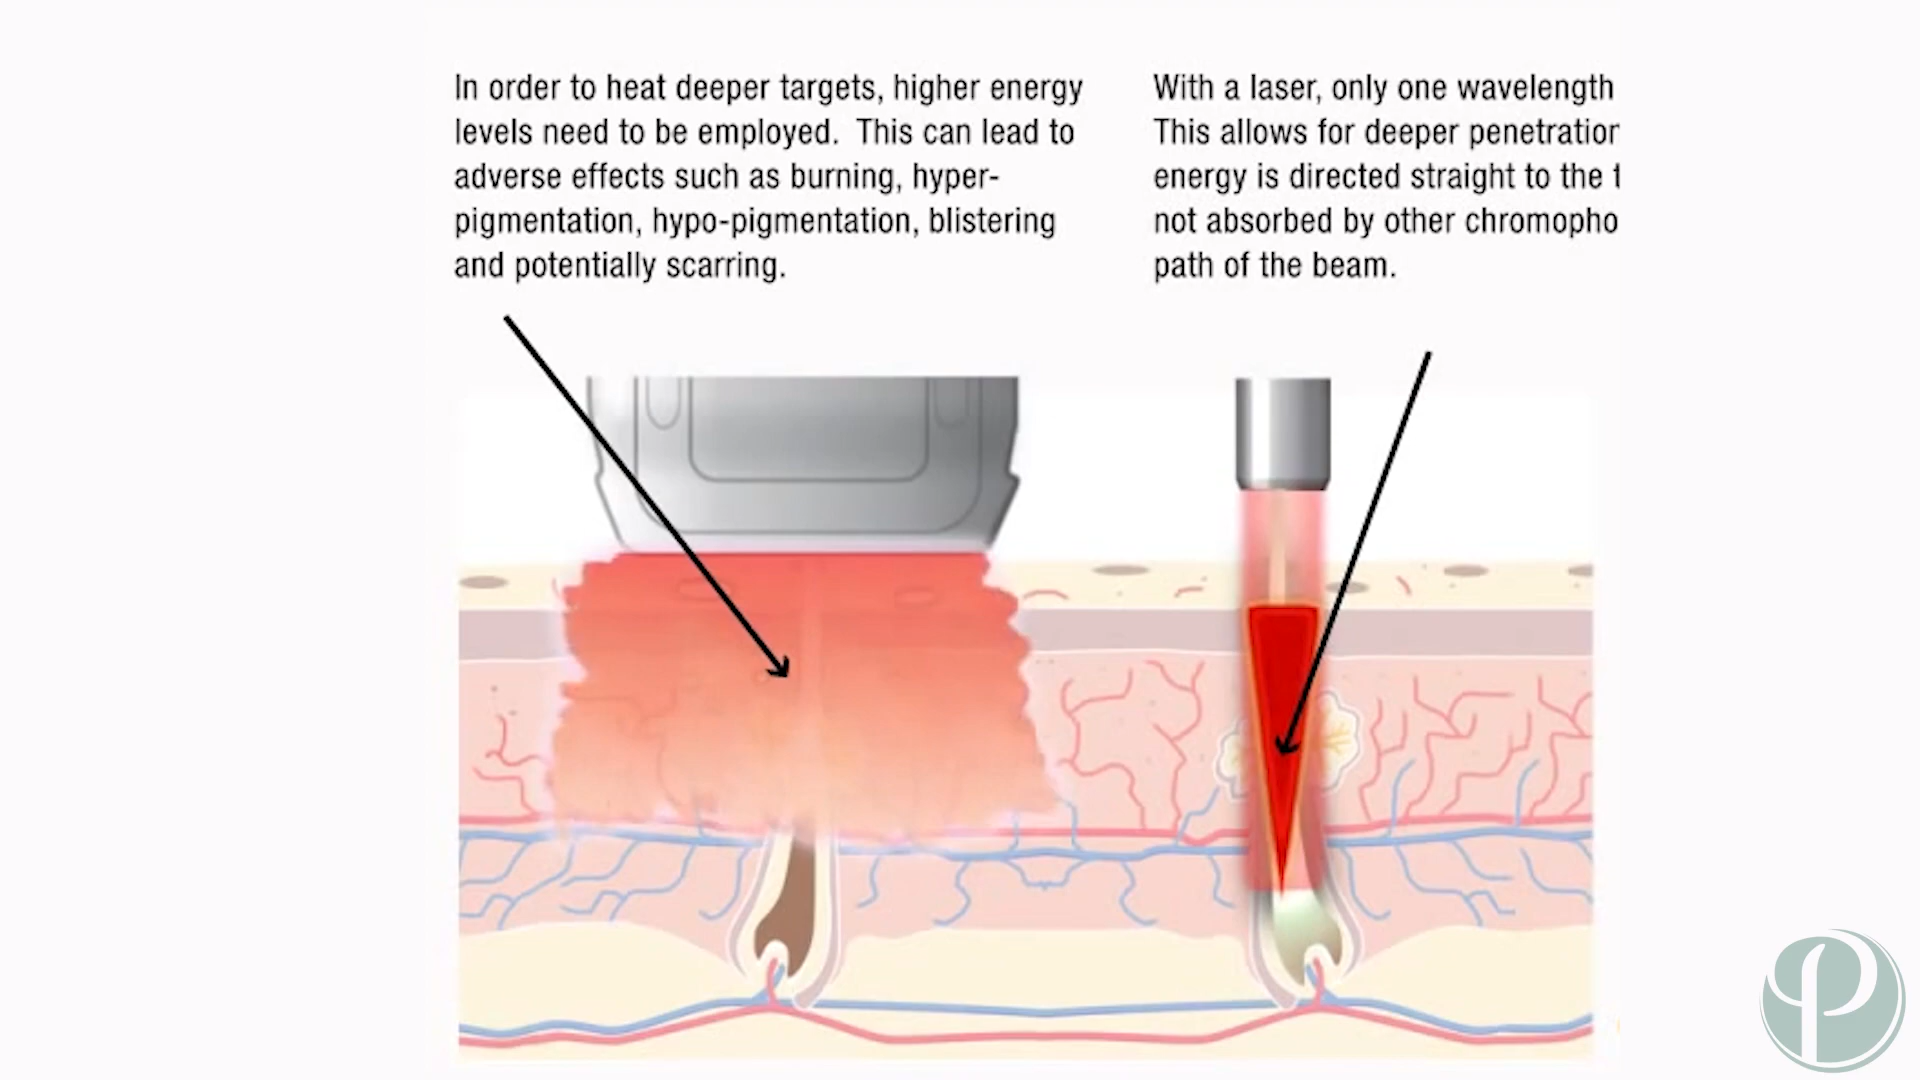 In order to heat deeper targets, higher energy
levels need to be employed. This can lead to
adverse effects such as burning, hyper-
pigmentation, hypo-pigmentation, blistering
and potentially scarring.
With a laser, only one wavelength
This allows for deeper penetration
energy is directed straight to the
not absorbed by other chromopho
path of the beam.